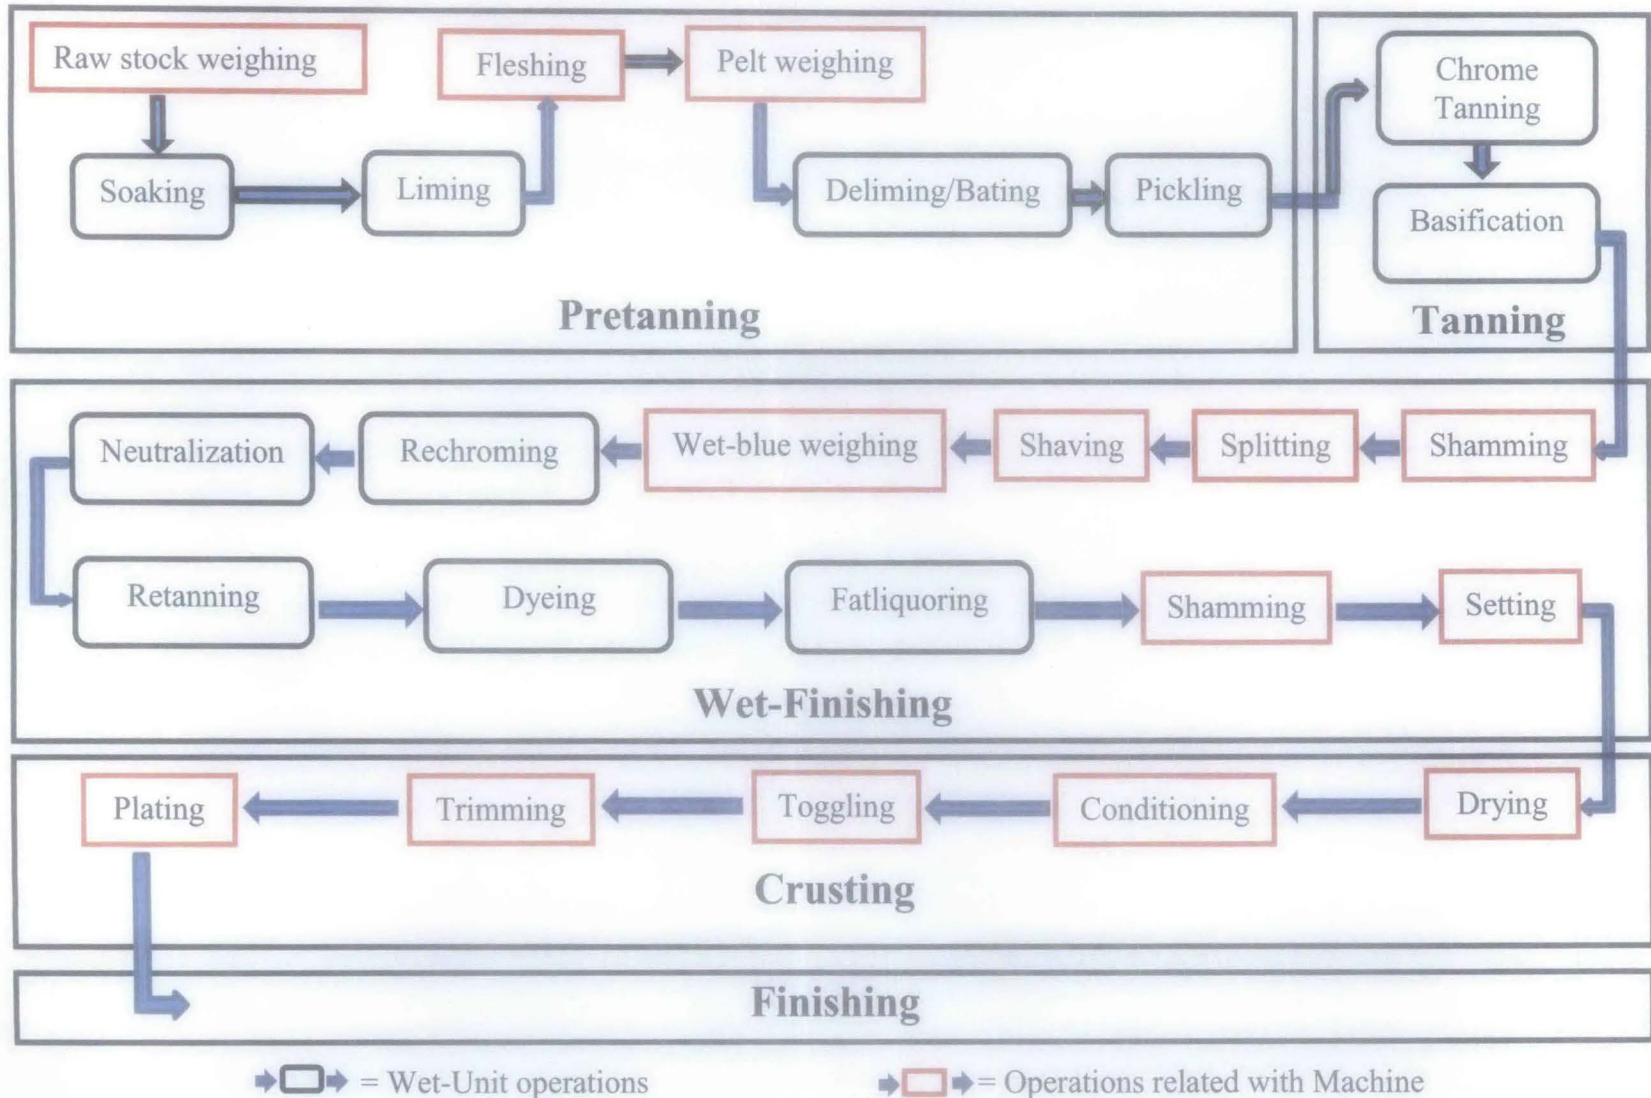 Raw stock weighing
Fleshing
Pelt weighing
Chrome
Tanning
Soaking
Liming
Deliming/Bating
Pickling
Basification
Pretanning
Tanning
Neutralization
Rechroming
Wet-blue weighing
Shaving
Splitting
Shamming
Retanning
Dyeing
Fatliquoring
Shamming
Setting
Wet-Finishing
Plating
Trimming
Toggling
Conditioning
Drying
Crusting
Finishing
= Wet-Unit operations
= Operations related with Machine